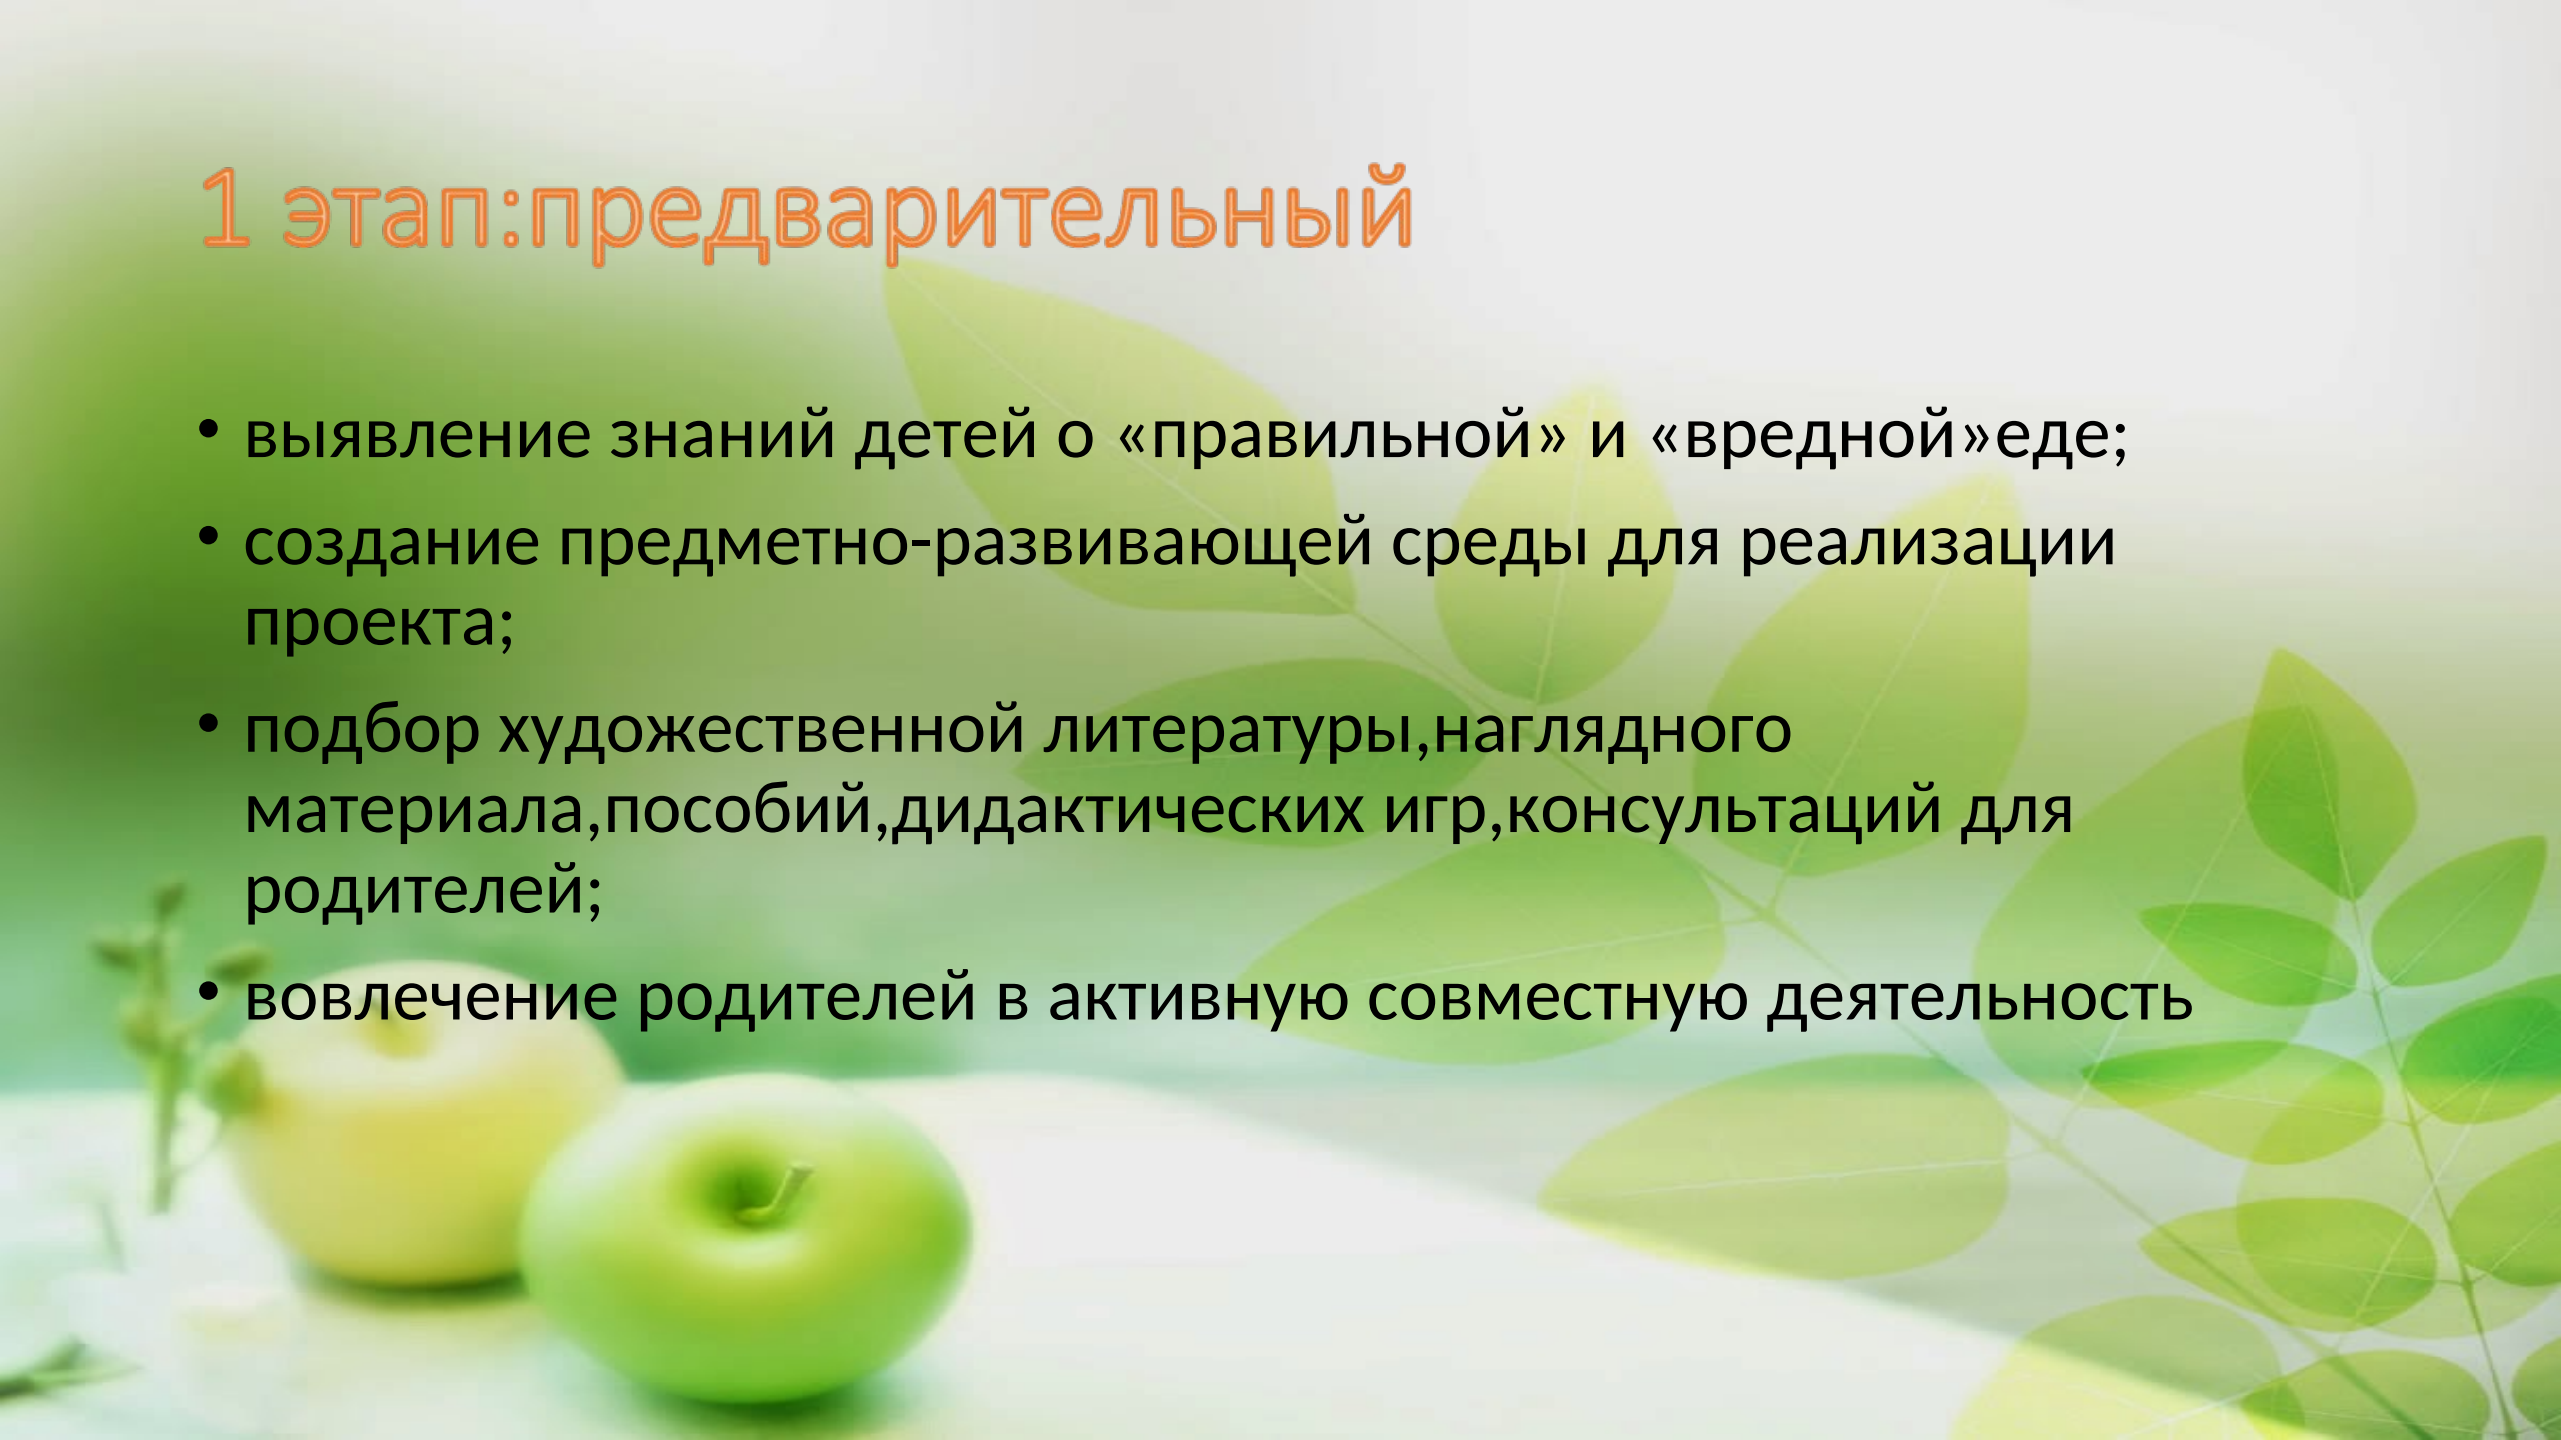 1 этап:предварительный
• выявление знаний детей о «правильной» и «вредной»еде;
• создание предметно-развивающей среды для реализации
проекта;
• подбор художественной литературы,наглядного
материала,пособий,дидактических игр,консультаций для
родителей;
• вовлечение родителей в активную совместную деятельность